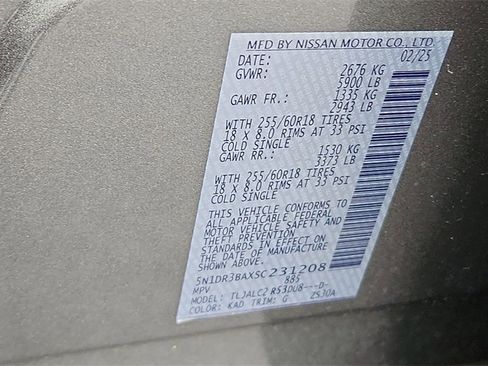 MFD BY NISSAN MOTOR CO., LTD.
DATE: 02/25
GVWR: 2676 KG
5900 LB
GAWR FR.: 1335 KG
2943 LB
WITH 255/60R18 TIRES
18 X 8.0 RIMS AT 33 PSI
COLD SINGLE
GAWR RR.: 1530 KG
3373 LB
WITH 255/60R18 TIRES
18 X 8.0 RIMS AT 33 PSI
COLD SINGLE
THIS VEHICLE CONFORMS TO
ALL APPLICABLE FEDERAL
MOTOR VEHICLE SAFETY AND
THEFT PREVENTION
STANDARDS IN EFFECT ON
THE DATE OF MANUFACTURE
SHOWN ABOVE
5N1DR3BAXSC231208
MPV 885
MODEL: TLJALC2 R53DU8---D-
COLOR: KAD TRIM: G ZS30A